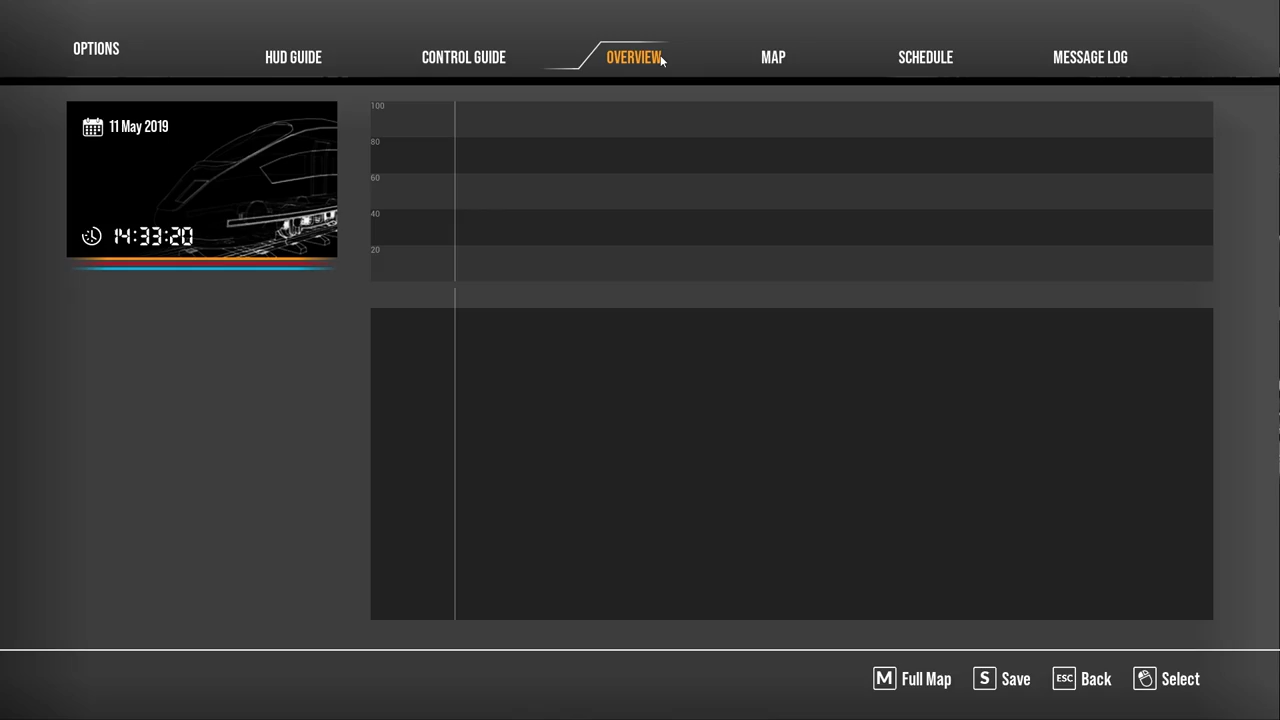 OPTIONS
HUD GUIDE
CONTROL GUIDE
OVERVIEW
MAP
SCHEDULE
MESSAGE LOG
11 May 2019
14:33:20
100
80
60
40
20
M Full Map
S Save
ESC Back
Select